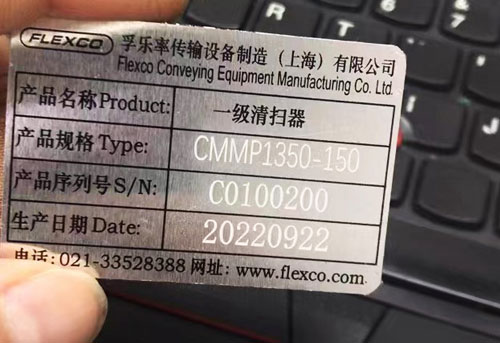 FLEXCO 孚乐率传输设备制造（上海）有限公司
Flexco Conveying Equipment Manufacturing Co. Ltd.
产品名称Product: 一级清扫器
产品规格Type: CMMP1350-150
产品序列号S/N: C0100200
生产日期Date: 20220922
电话: 021-33528388 网址: www.flexco.com